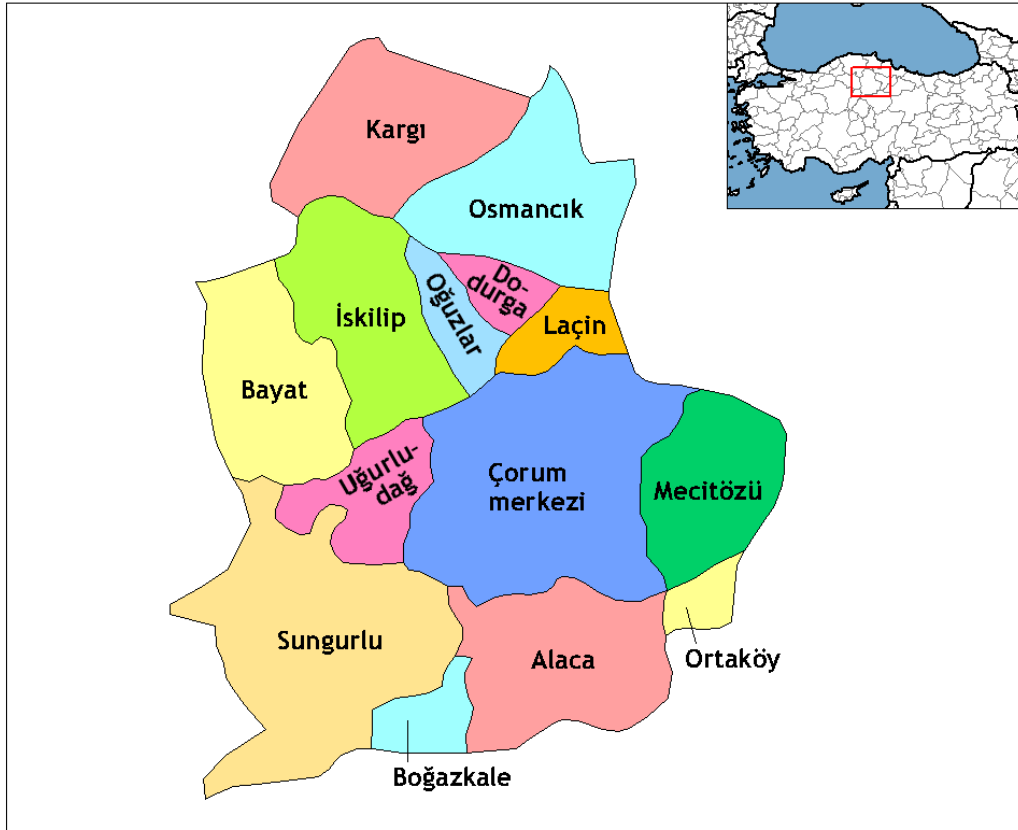 Kargı
Osmancık
Do-
durga
Oğuzlar
İskilip
Laçin
Bayat
Uğurlu-
dağ
Çorum
merkezi
Mecitözü
Sungurlu
Alaca
Ortaköy
Boğazkale